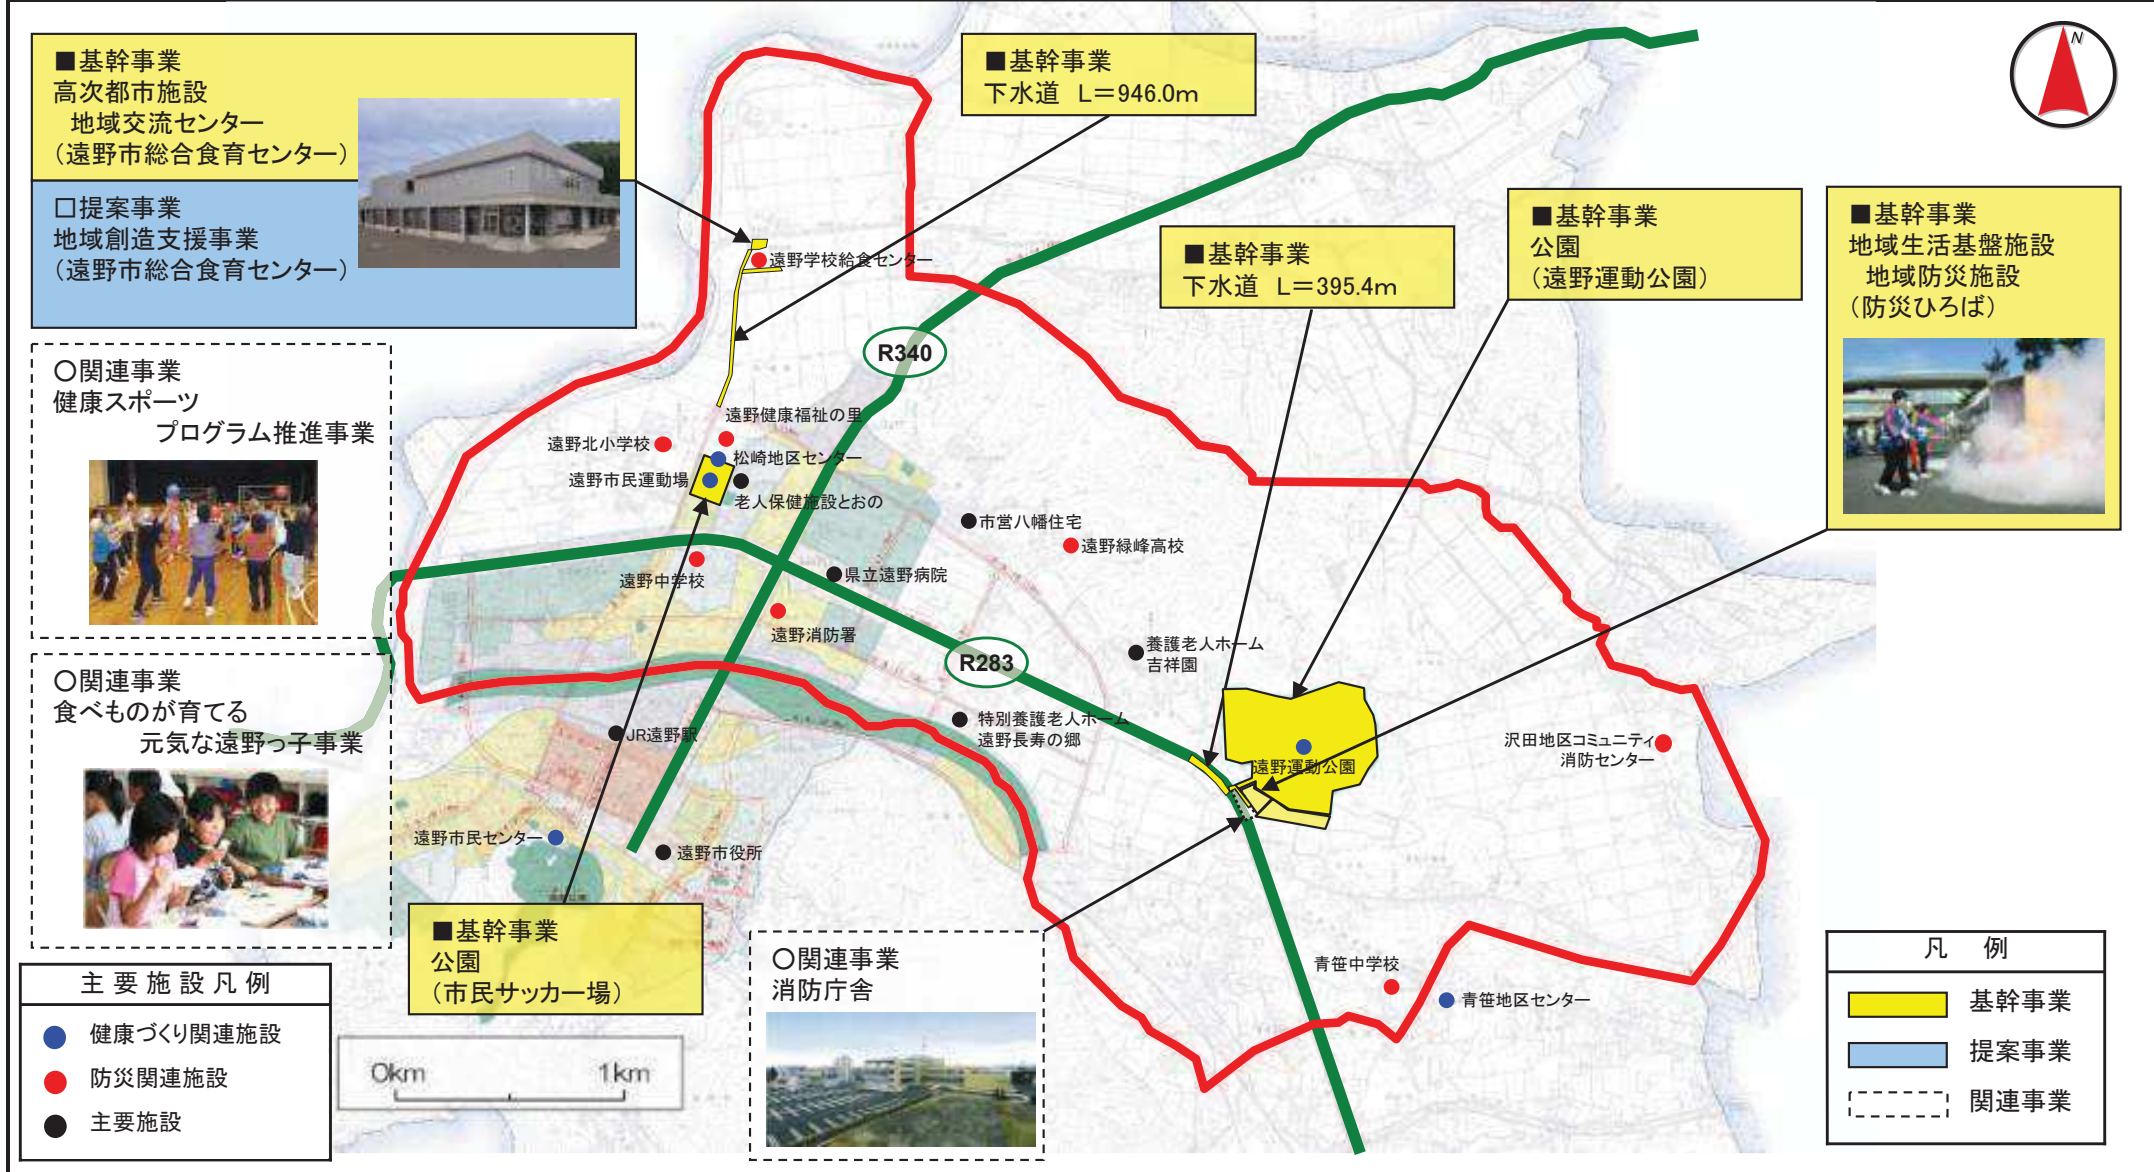 ■基幹事業
高次都市施設
地域交流センター
(遠野市総合食育センター)
□提案事業
地域創造支援事業
(遠野市総合食育センター)
■基幹事業
下水道 L=946.0m
■基幹事業
下水道 L=395.4m
■基幹事業
公園
(遠野運動公園)
■基幹事業
地域生活基盤施設
地域防災施設
(防災ひろば)
N
○関連事業
健康スポーツ
プログラム推進事業
○関連事業
食べものが育てる
元気な遠野っ子事業
遠野学校給食センター
R340
遠野健康福祉の里
遠野北小学校
松崎地区センター
遠野市民運動場
老人保健施設とおの
市営八幡住宅
遠野緑峰高校
遠野中学校
県立遠野病院
遠野消防署
R283
養護老人ホーム
吉祥園
特別養護老人ホーム
遠野長寿の郷
JR遠野駅
遠野運動公園
沢田地区コミュニティ
消防センター
遠野市民センター
遠野市役所
青笹中学校
青笹地区センター
■基幹事業
公園
(市民サッカー場)
○関連事業
消防庁舎
主要施設凡例
健康づくり関連施設
防災関連施設
主要施設
0km 1km
凡 例
基幹事業
提案事業
関連事業